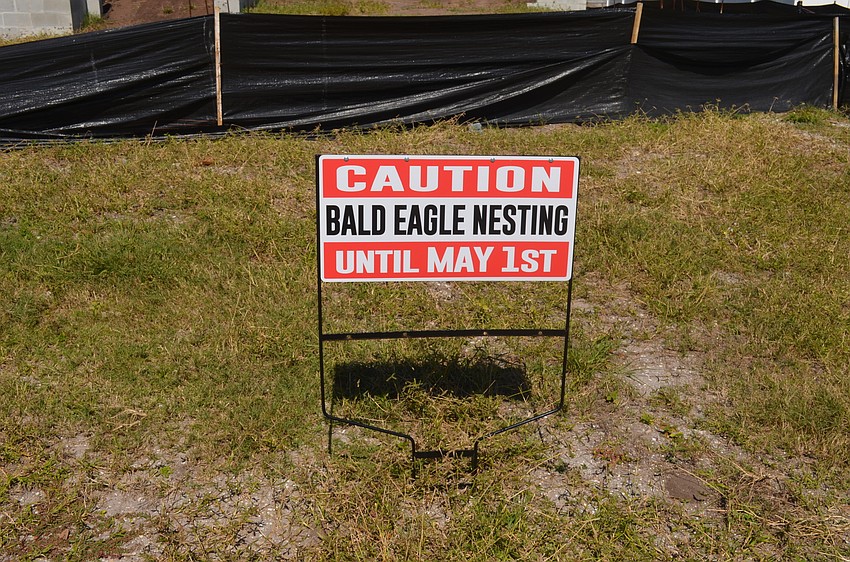 CAUTION
BALD EAGLE NESTING
UNTIL MAY 1ST